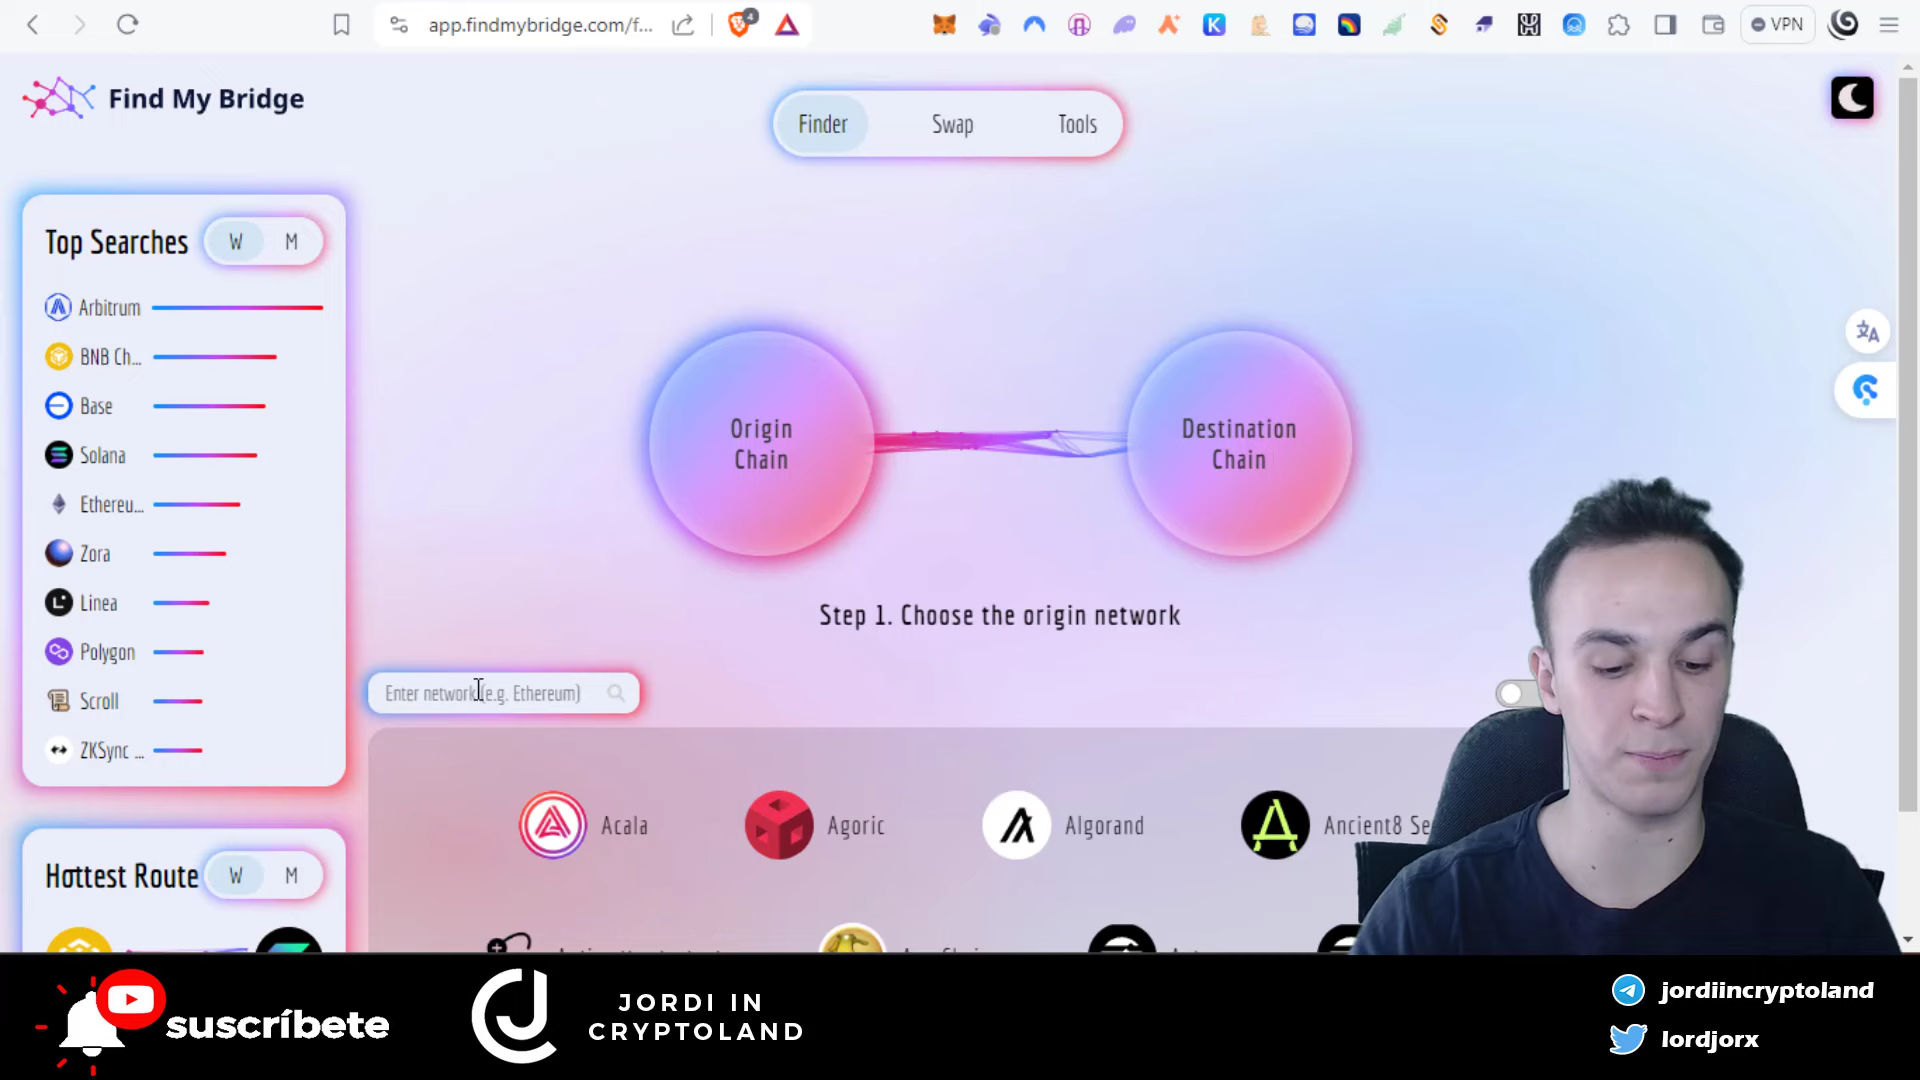 app.findmybridge.com/f...
4
VPN
Find My Bridge
Finder
Swap
Tools
Top Searches
W
M
Arbitrum
BNB Ch...
Base
Solana
Ethereu...
Zora
Linea
Polygon
Scroll
ZKSync ...
Origin
Chain
Destination
Chain
Step 1. Choose the origin network
Enter network (e.g. Ethereum)
Acala
Agoric
Algorand
Ancient8 Se
Hottest Route
W
M
suscríbete
JORDI IN
CRYPTOLAND
jordiincryptoland
lordjorx